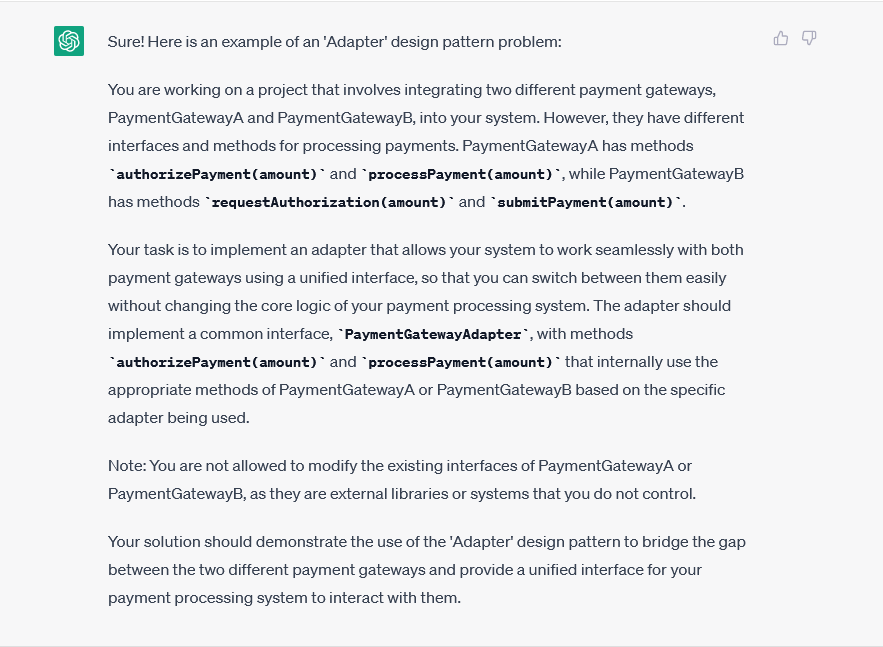 Sure! Here is an example of an 'Adapter' design pattern problem:
You are working on a project that involves integrating two different payment gateways,
PaymentGatewayA and PaymentGatewayB, into your system. However, they have different
interfaces and methods for processing payments. PaymentGatewayA has methods
`authorizePayment(amount)` and `processPayment(amount)`, while PaymentGatewayB
has methods `requestAuthorization(amount)` and `submitPayment(amount)`.
Your task is to implement an adapter that allows your system to work seamlessly with both
payment gateways using a unified interface, so that you can switch between them easily
without changing the core logic of your payment processing system. The adapter should
implement a common interface, `PaymentGatewayAdapter`, with methods
`authorizePayment(amount)` and `processPayment(amount)` that internally use the
appropriate methods of PaymentGatewayA or PaymentGatewayB based on the specific
adapter being used.
Note: You are not allowed to modify the existing interfaces of PaymentGatewayA or
PaymentGatewayB, as they are external libraries or systems that you do not control.
Your solution should demonstrate the use of the 'Adapter' design pattern to bridge the gap
between the two different payment gateways and provide a unified interface for your
payment processing system to interact with them.